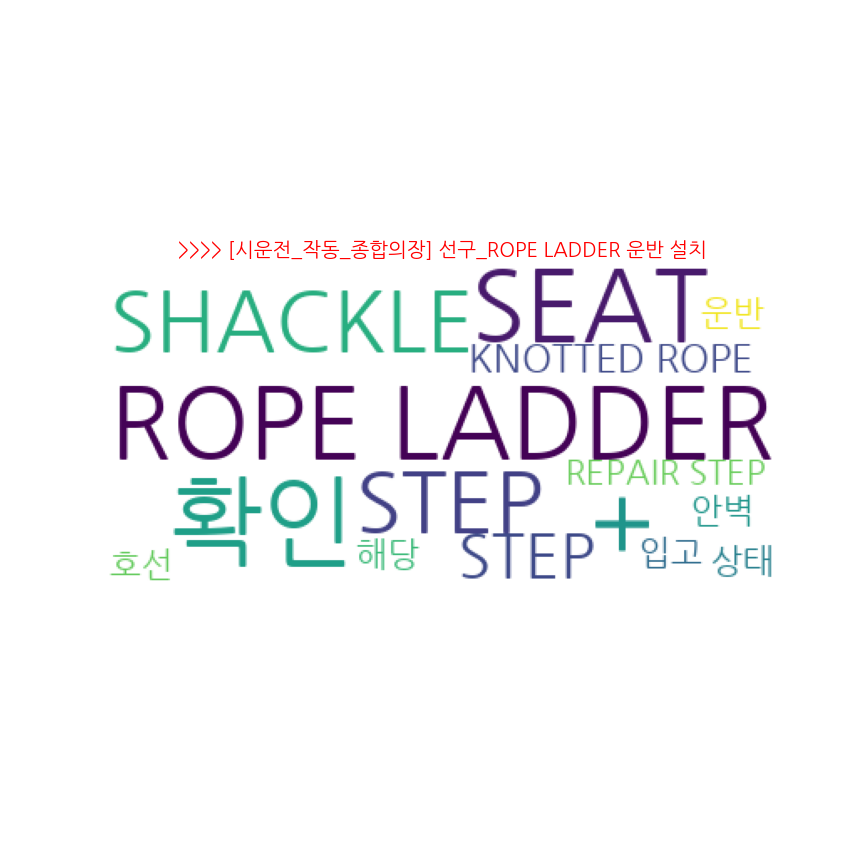 >>>> [시운전_작동_종합의장] 선구_ROPE LADDER 운반 설치
SHACKLE SEAT 운반
KNOTTED ROPE
ROPE LADDER
확인 STEP + REPAIR STEP
안벽
호선 해당 STEP 입고 상태